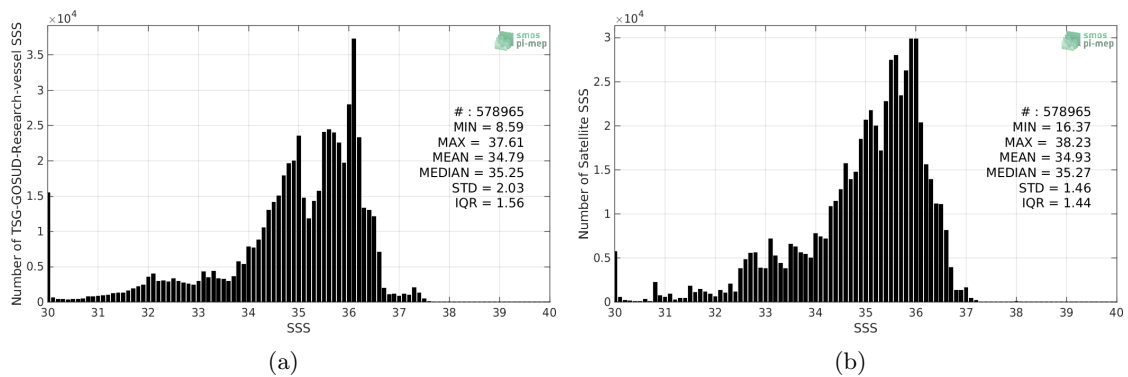 ×10⁴
Number of TSG-GOSUD-Research-vessel SSS
3.5
3
2.5
2
1.5
1
0.5
0
30 31 32 33 34 35 36 37 38 39 40
SSS
smos
pi-mep
# : 578965
MIN = 8.59
MAX = 37.61
MEAN = 34.79
MEDIAN = 35.25
STD = 2.03
IQR = 1.56
(a)
×10⁴
Number of Satellite SSS
3
2.5
2
1.5
1
0.5
0
30 31 32 33 34 35 36 37 38 39 40
SSS
smos
pi-mep
# : 578965
MIN = 16.37
MAX = 38.23
MEAN = 34.93
MEDIAN = 35.27
STD = 1.46
IQR = 1.44
(b)